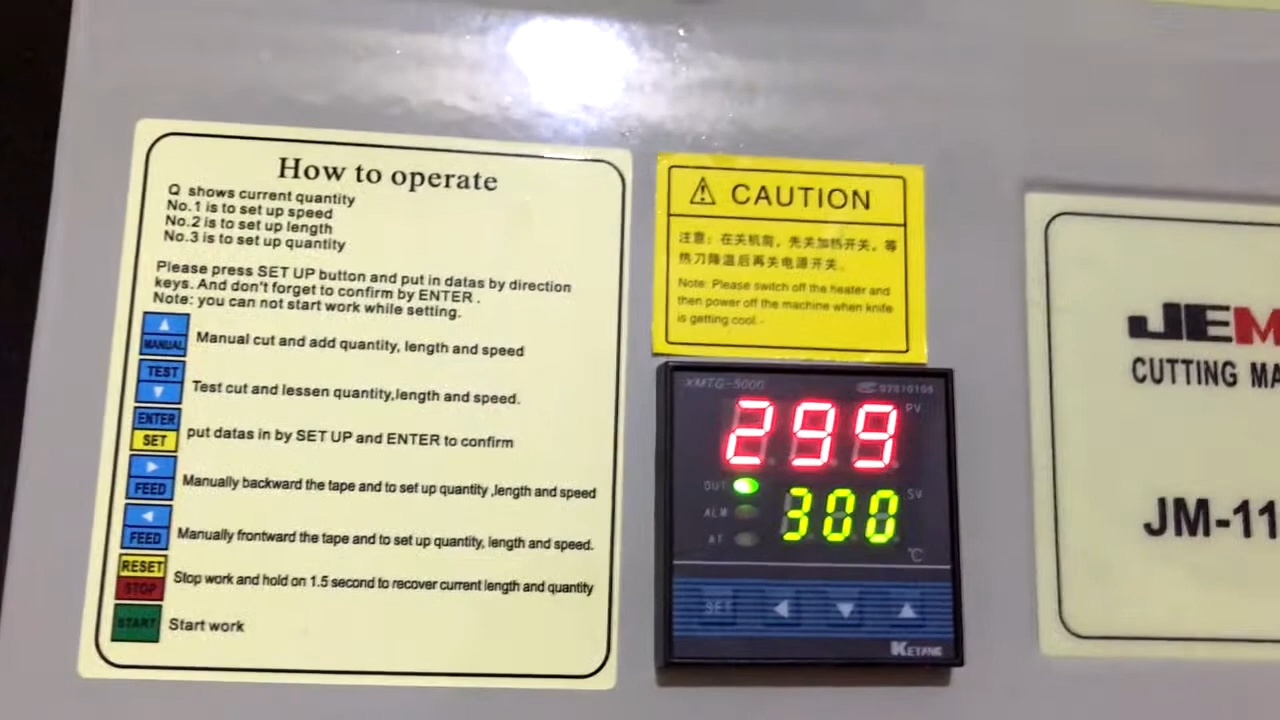 How to operate
Q shows current quantity
No.1 is to set up speed
No.2 is to set up length
No.3 is to set up quantity
Please press SET UP button and put in datas by direction
keys. And don't forget to confirm by ENTER .
Note: you can not start work while setting.
MANUAL
Manual cut and add quantity, length and speed
TEST
Test cut and lessen quantity,length and speed.
ENTER
SET
put datas in by SET UP and ENTER to confirm
FEED
Manually backward the tape and to set up quantity ,length and speed
FEED
Manually frontward the tape and to set up quantity, length and speed.
RESET
STOP
Stop work and hold on 1.5 second to recover current length and quantity
START
Start work
CAUTION
注意：在关机前，先关加热开关，等
热刀降温后再关电源开关.
Note: Please switch off the heater and
then power off the machine when knife
is getting cool.
XMTG-5000
97810106
299
PV
OUT
300
SV
ALM
AT
℃
SET
KETANG
JEM
CUTTING MA
JM-11